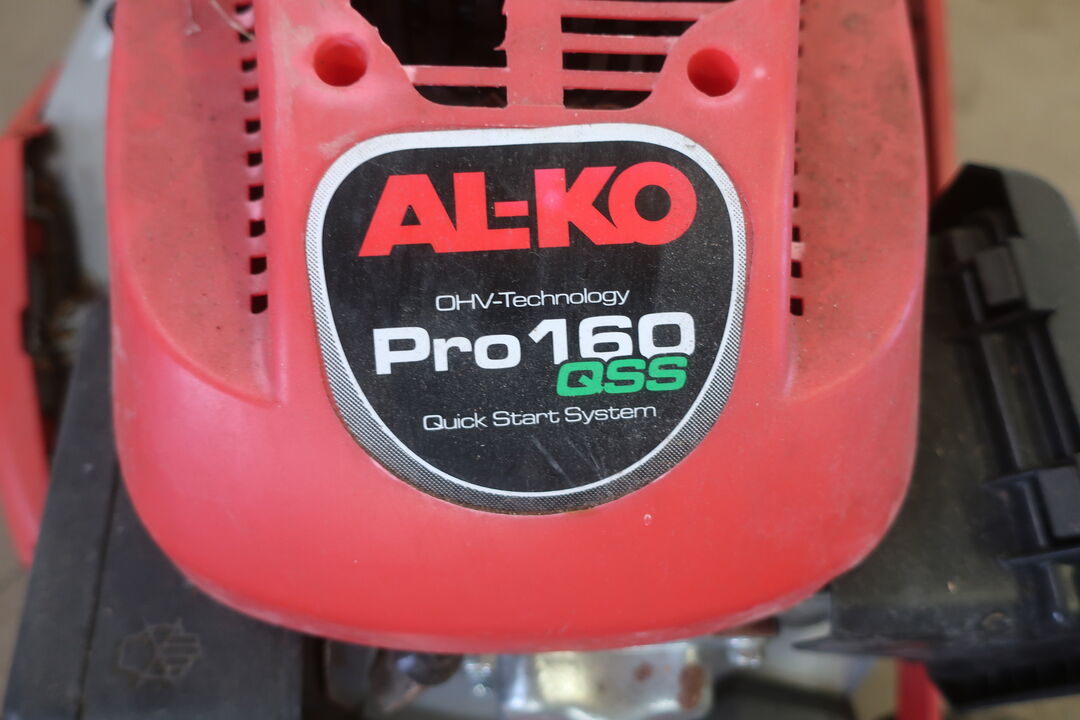 AL-KO
OHV-Technology
Pro 160
QSS
Quick Start System